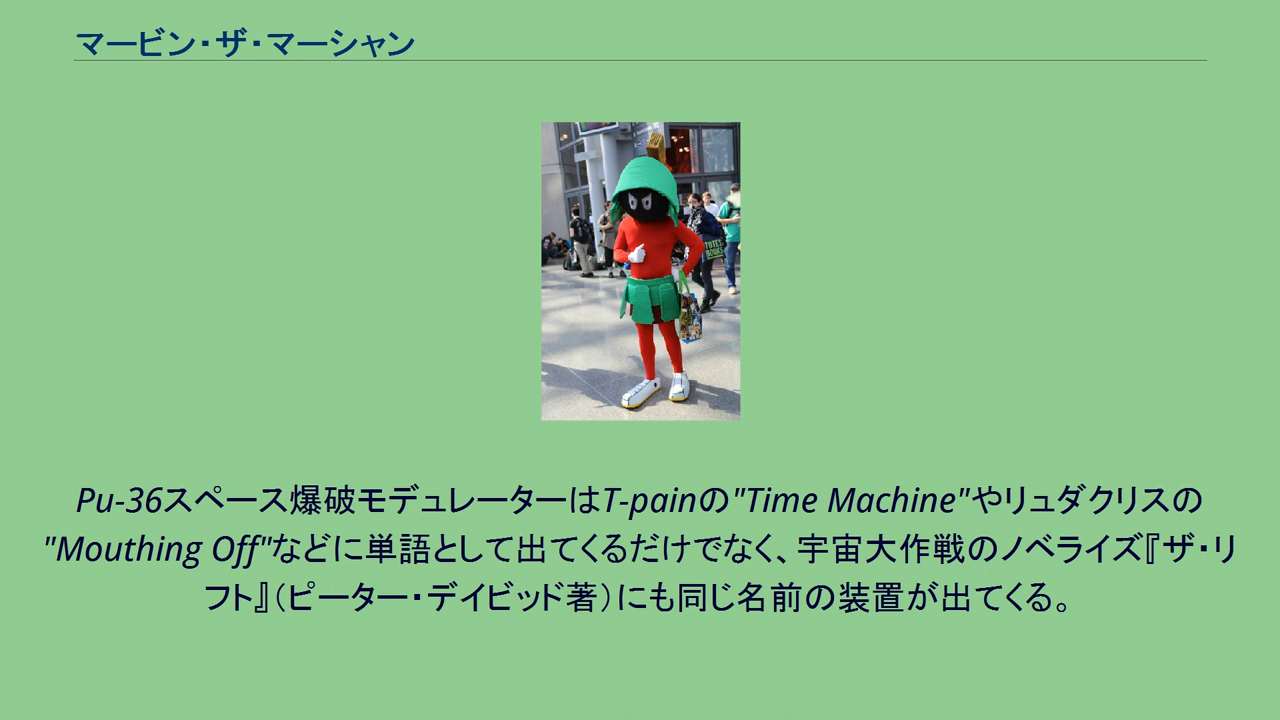 マービン・ザ・マーシャン
Pu-36スペース爆破モデュレーターはT-painの"Time Machine"やリュダクリスの
"Mouthing Off"などに単語として出てくるだけでなく、宇宙大作戦のノベライズ『ザ・リ
フト』（ピーター・デイビッド著）にも同じ名前の装置が出てくる。